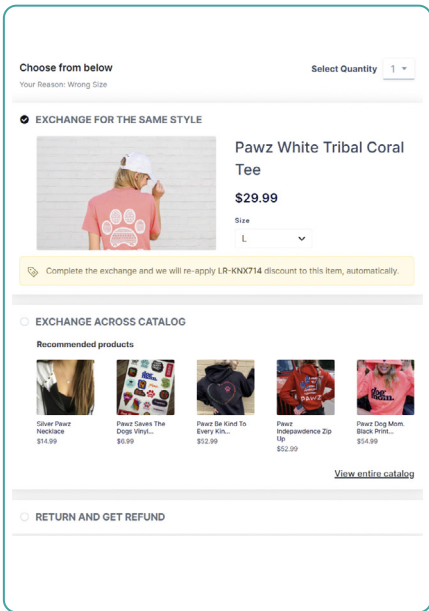 Choose from below
Select Quantity 1
Your Reason: Wrong Size
EXCHANGE FOR THE SAME STYLE
Pawz White Tribal Coral
Tee
$29.99
Size
L
Complete the exchange and we will re-apply LR-KNX714 discount to this item, automatically.
EXCHANGE ACROSS CATALOG
Recommended products
Silver Pawz
Necklace
$14.99
Pawz Saves The
Dogs Vinyl...
$6.99
Pawz Be Kind To
Every Kin...
$52.99
PAWZ
Pawz
Indepawdence Zip
Up
$52.99
dog
mom.
Pawz Dog Mom.
Black Print...
$54.99
View entire catalog
RETURN AND GET REFUND